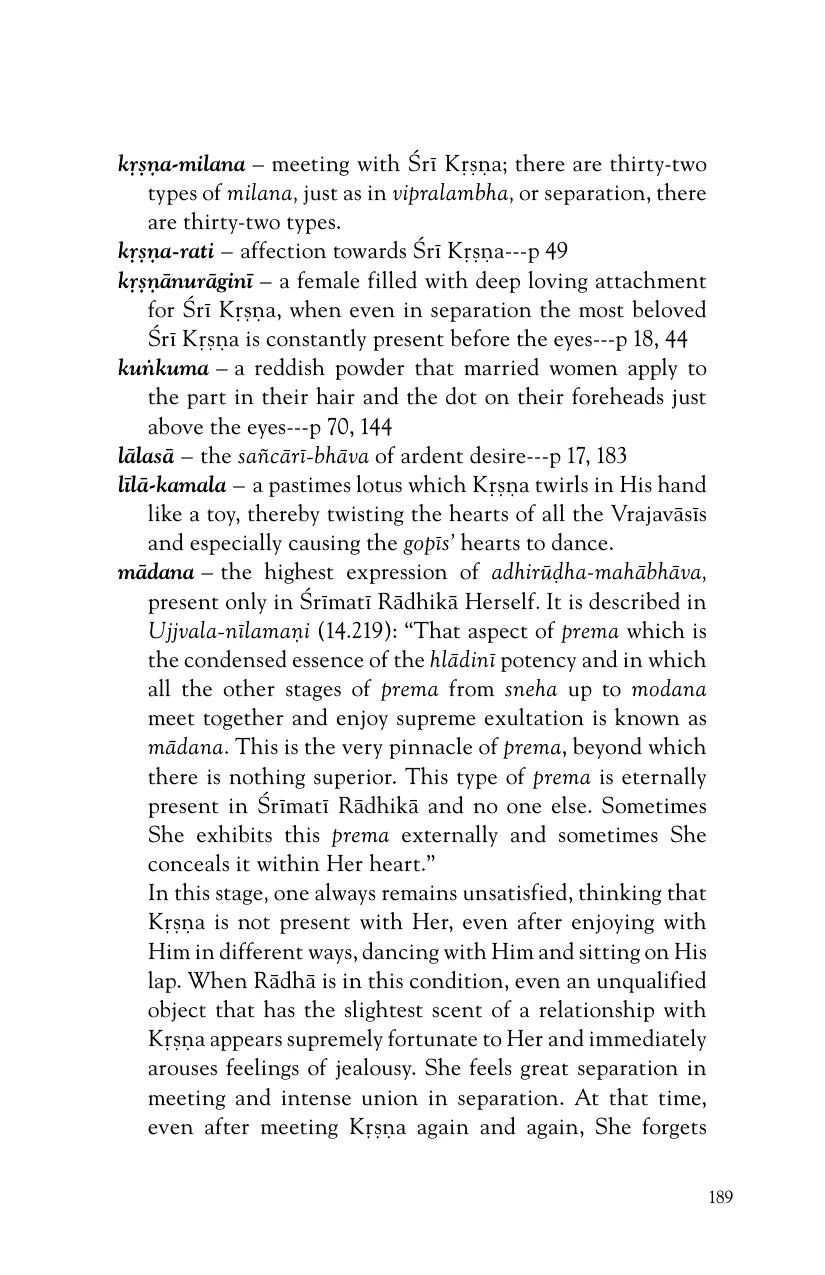 kṛṣṇa-milana – meeting with Śrī Kṛṣṇa; there are thirty-two
types of milana, just as in vipralambha, or separation, there
are thirty-two types.
kṛṣṇa-rati – affection towards Śrī Kṛṣṇa---p 49
kṛṣṇānurāginī – a female filled with deep loving attachment
for Śrī Kṛṣṇa, when even in separation the most beloved
Śrī Kṛṣṇa is constantly present before the eyes---p 18, 44
kuṅkuma – a reddish powder that married women apply to
the part in their hair and the dot on their foreheads just
above the eyes---p 70, 144
lālasā – the sañcārī-bhāva of ardent desire---p 17, 183
līlā-kamala – a pastimes lotus which Kṛṣṇa twirls in His hand
like a toy, thereby twisting the hearts of all the Vrajavāsīs
and especially causing the gopīs’ hearts to dance.
mādana – the highest expression of adhirūḍha-mahābhāva,
present only in Śrīmatī Rādhikā Herself. It is described in
Ujjvala-nīlamaṇi (14.219): “That aspect of prema which is
the condensed essence of the hlādinī potency and in which
all the other stages of prema from sneha up to modana
meet together and enjoy supreme exultation is known as
mādana. This is the very pinnacle of prema, beyond which
there is nothing superior. This type of prema is eternally
present in Śrīmatī Rādhikā and no one else. Sometimes
She exhibits this prema externally and sometimes She
conceals it within Her heart.”
In this stage, one always remains unsatisfied, thinking that
Kṛṣṇa is not present with Her, even after enjoying with
Him in different ways, dancing with Him and sitting on His
lap. When Rādhā is in this condition, even an unqualified
object that has the slightest scent of a relationship with
Kṛṣṇa appears supremely fortunate to Her and immediately
arouses feelings of jealousy. She feels great separation in
meeting and intense union in separation. At that time,
even after meeting Kṛṣṇa again and again, She forgets
189